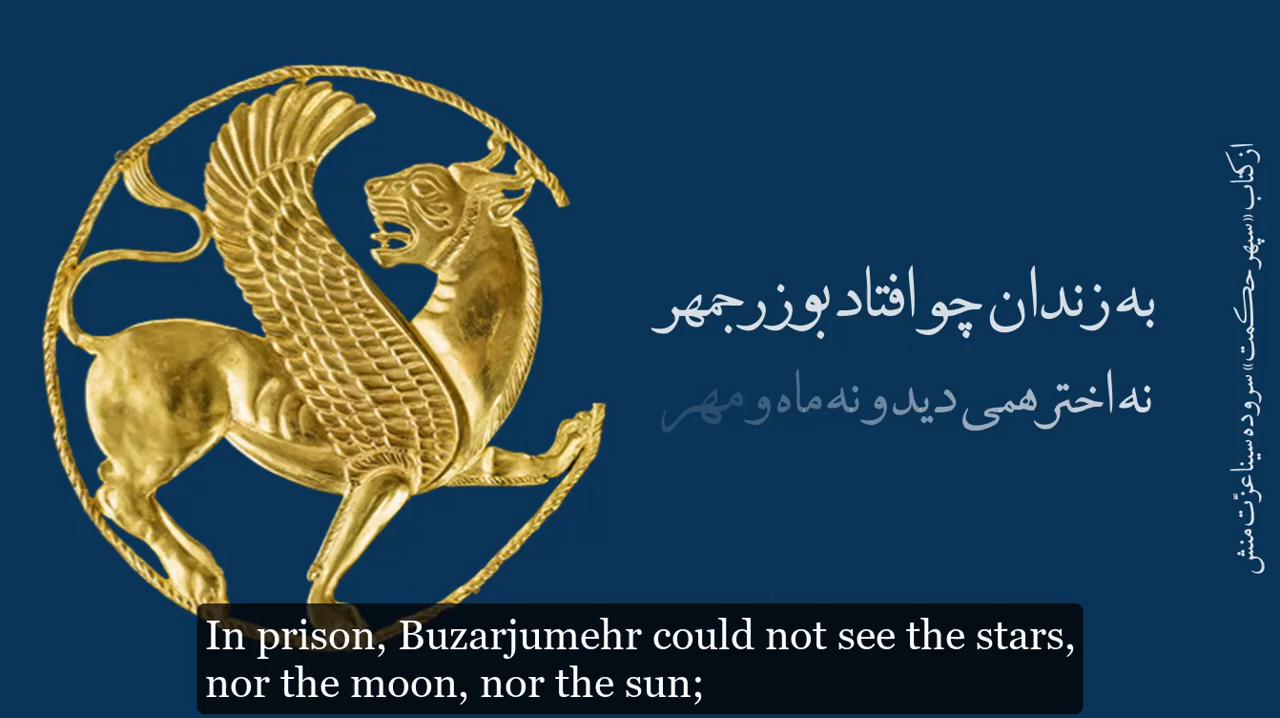 به زندان چو افتاد بوزرجمهر
نه اختر همی دید و نه ماه و مهر
از کتاب «سپهر حکمت» سروده سینا عزّت منش
In prison, Buzarjumehr could not see the stars,
nor the moon, nor the sun;